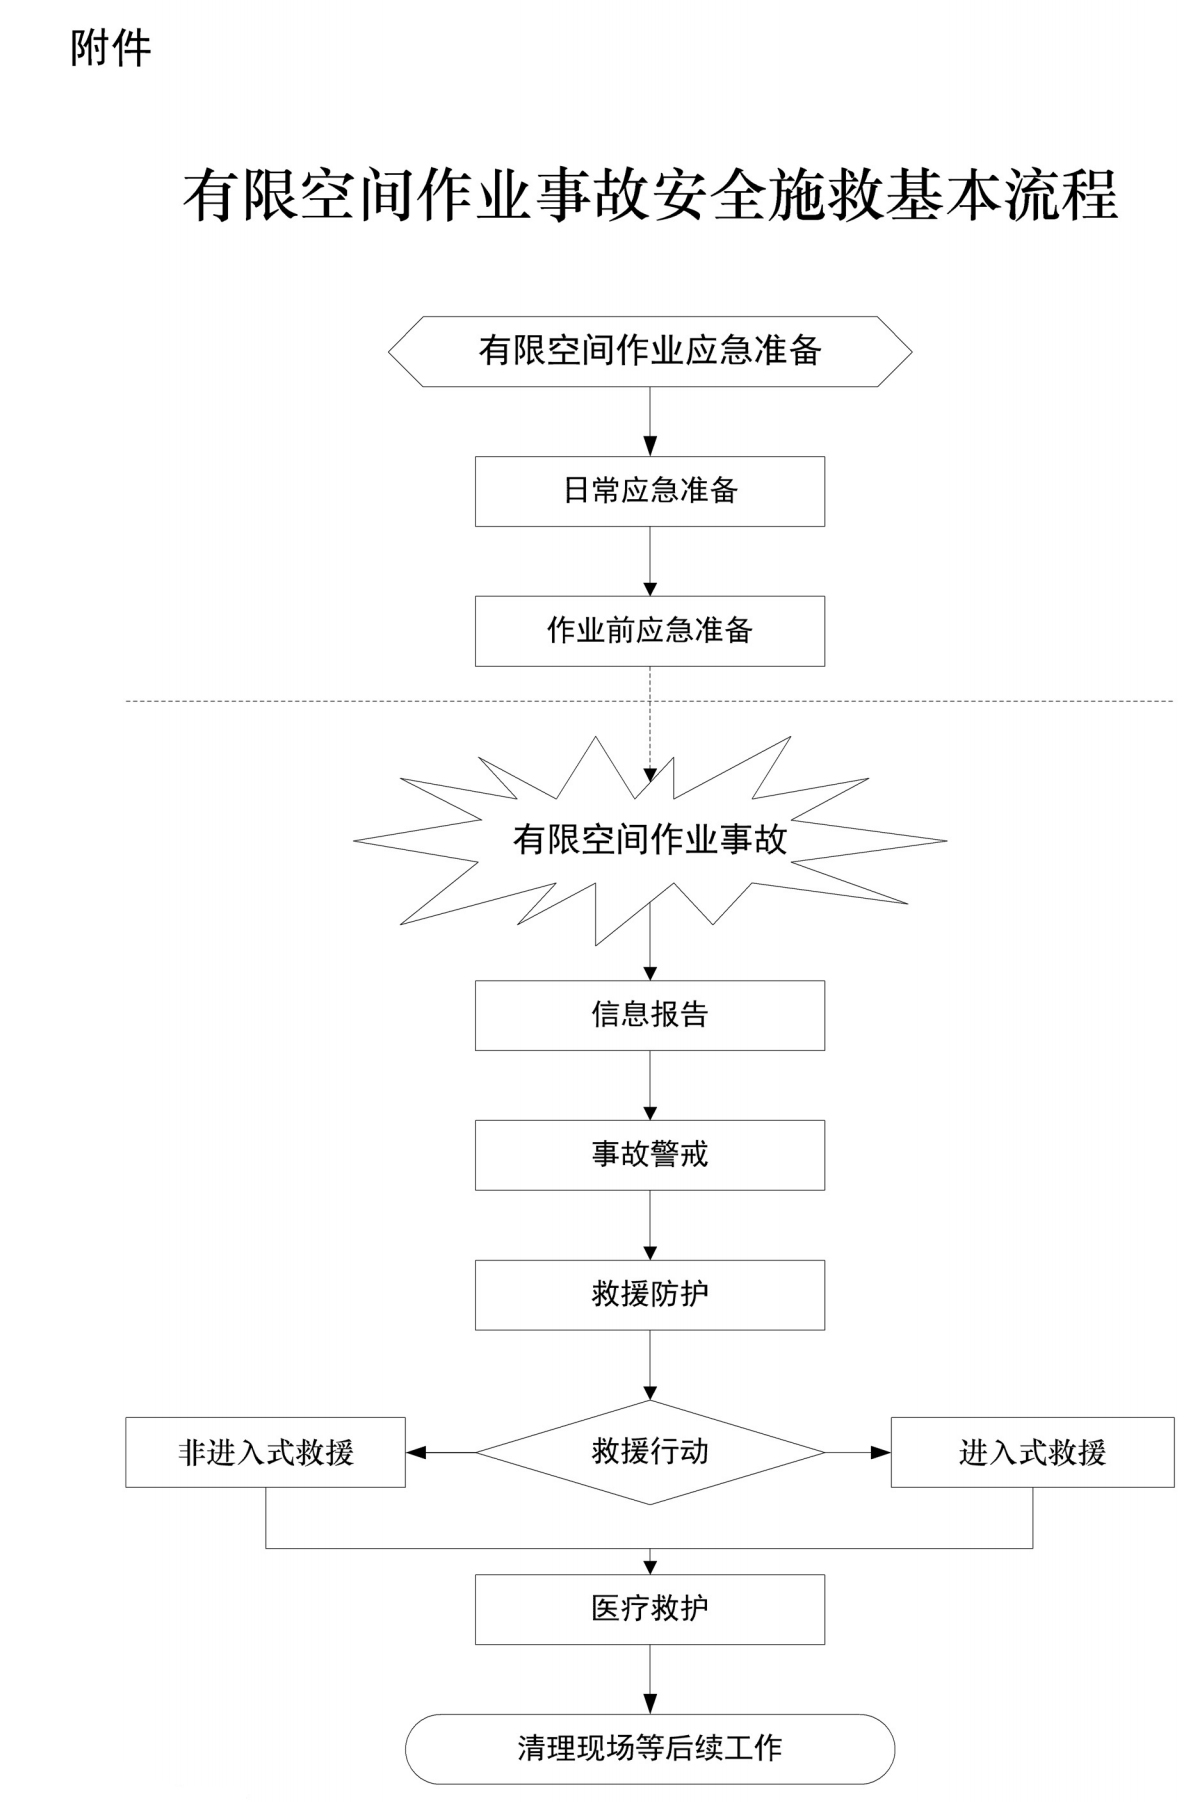 附件
有限空间作业事故安全施救基本流程
有限空间作业应急准备
日常应急准备
作业前应急准备
有限空间作业事故
信息报告
事故警戒
救援防护
非进入式救援
救援行动
进入式救援
医疗救护
清理现场等后续工作